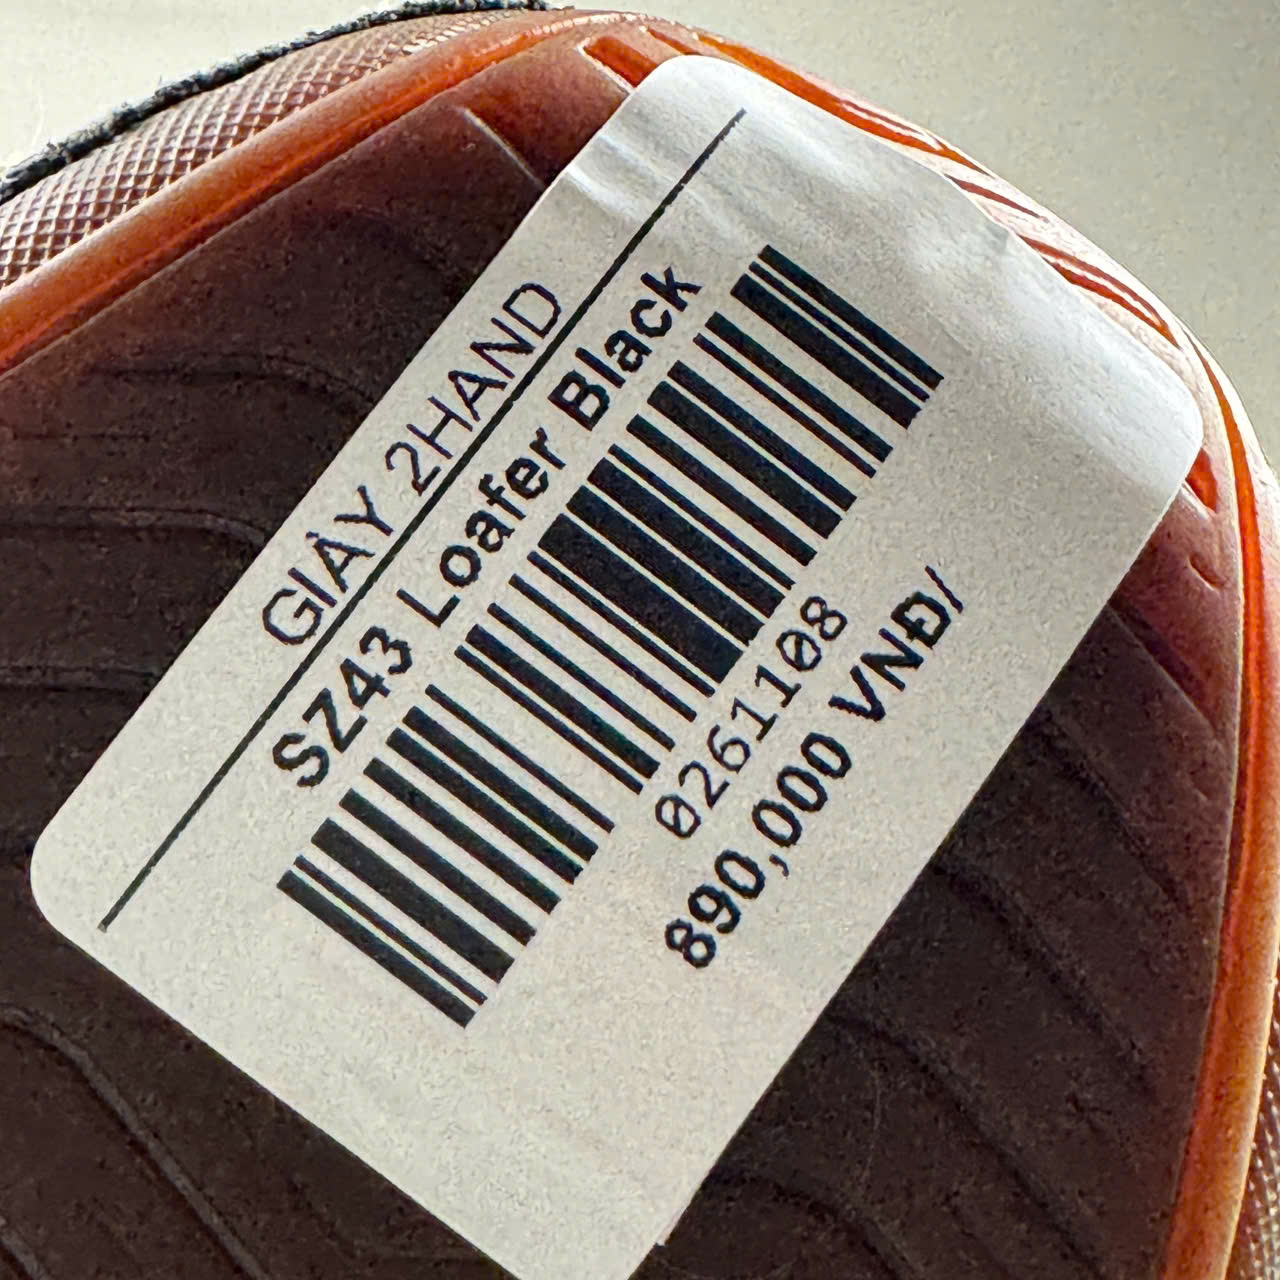 GIÀY 2HAND
SZ43 Loafer Black
0261108
890,000 VNĐ/